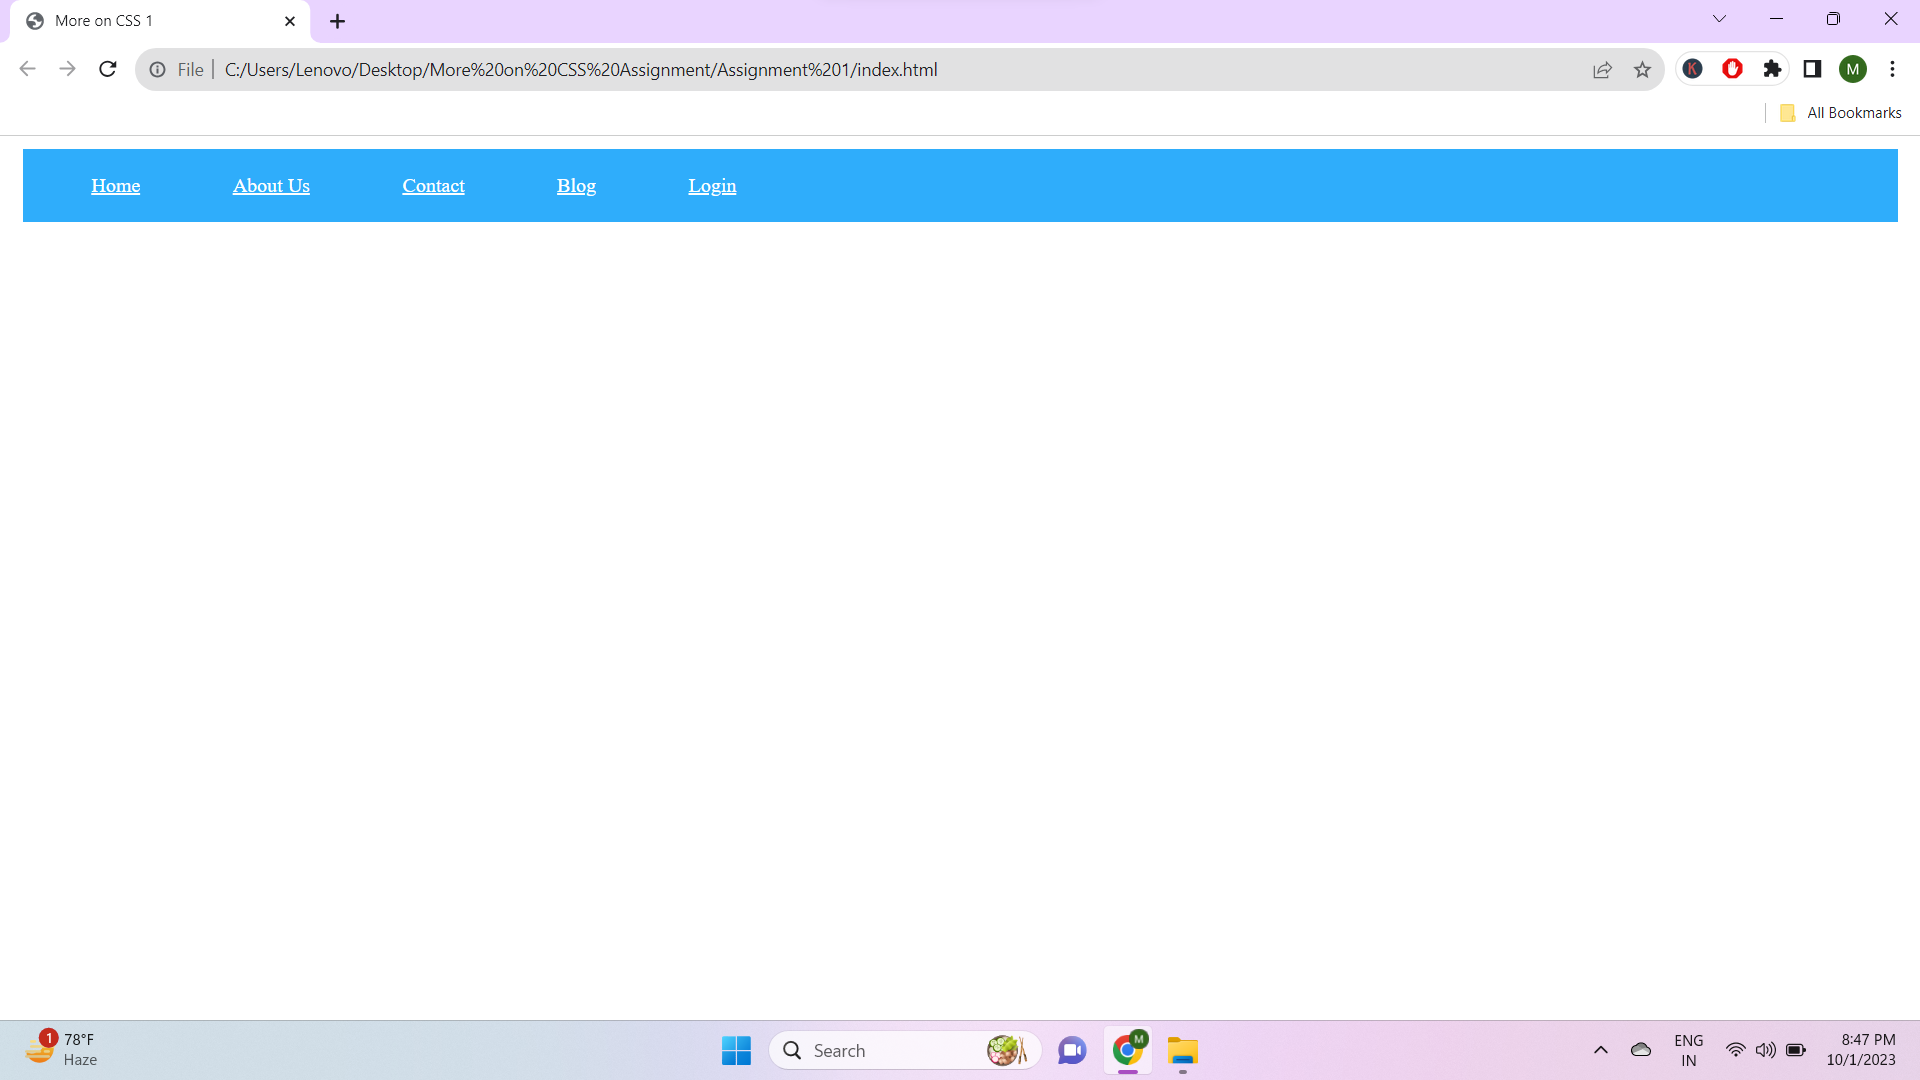 More on CSS 1
File C:/Users/Lenovo/Desktop/More%20on%20CSS%20Assignment/Assignment%201/index.html
K
M
All Bookmarks
Home About Us Contact Blog Login
1
78°F
Haze
Search
M
ENG
IN
8:47 PM
10/1/2023